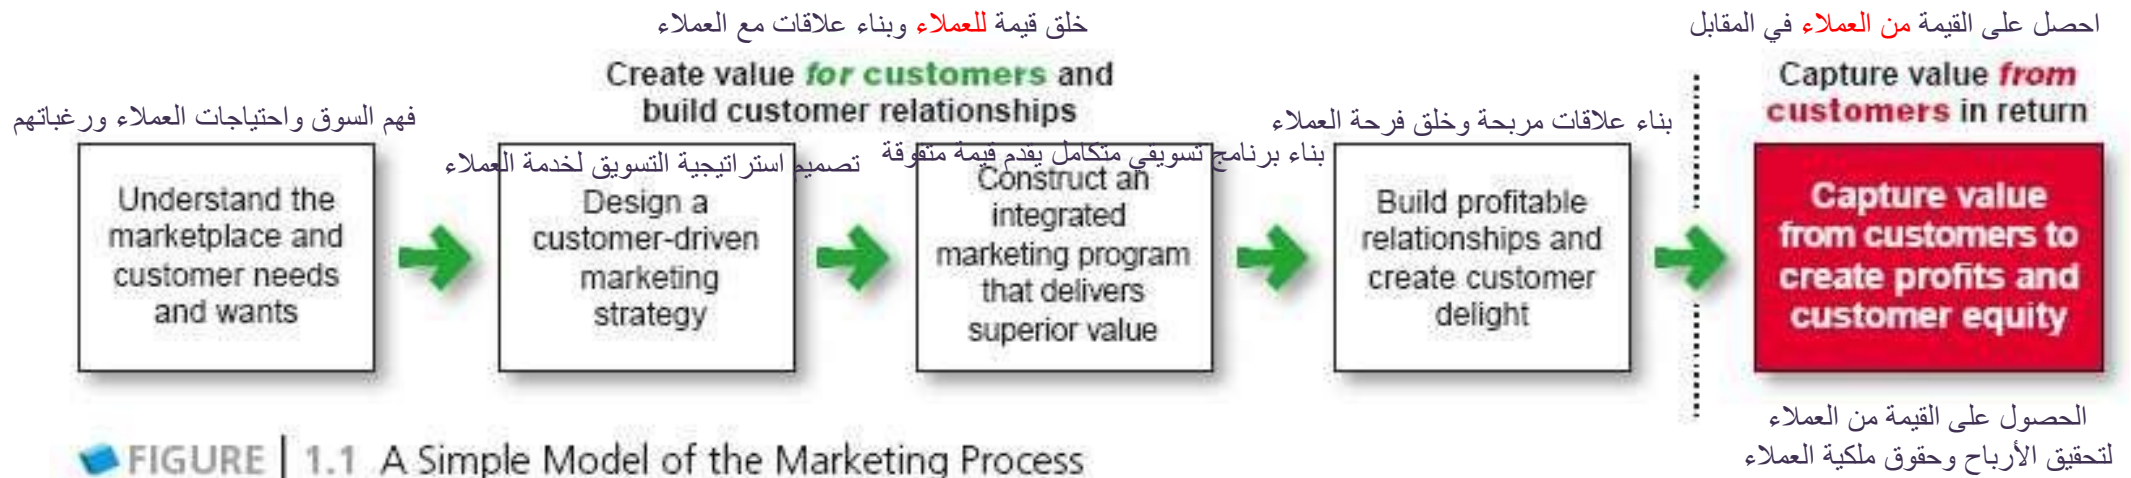 خلق قيمة للعملاء وبناء علاقات مع العملاء
احصل على القيمة من العملاء في المقابل
Create value for customers and
build customer relationships
Capture value from
customers in return
فهم السوق واحتياجات العملاء ورغباتهم
Understand the
marketplace and
customer needs
and wants
تصميم استراتيجية التسويق لخدمة العملاء
Design a
customer-driven
marketing
strategy
بناء برنامج تسويقي متكامل يقدم قيمة متفوقة
Construct an
integrated
marketing program
that delivers
superior value
بناء علاقات مربحة وخلق فرحة العملاء
Build profitable
relationships and
create customer
delight
Capture value
from customers to
create profits and
customer equity
الحصول على القيمة من العملاء
لتحقيق الأرباح وحقوق ملكية العملاء
FIGURE | 1.1 A Simple Model of the Marketing Process